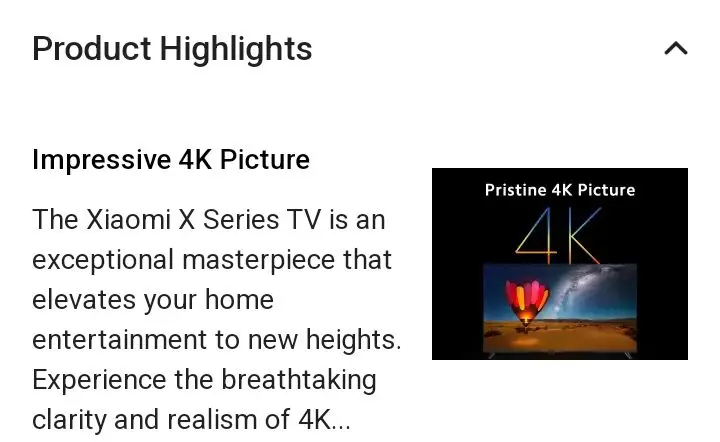 Product Highlights
Impressive 4K Picture
The Xiaomi X Series TV is an
exceptional masterpiece that
elevates your home
entertainment to new heights.
Experience the breathtaking
clarity and realism of 4K...
Pristine 4K Picture
4K